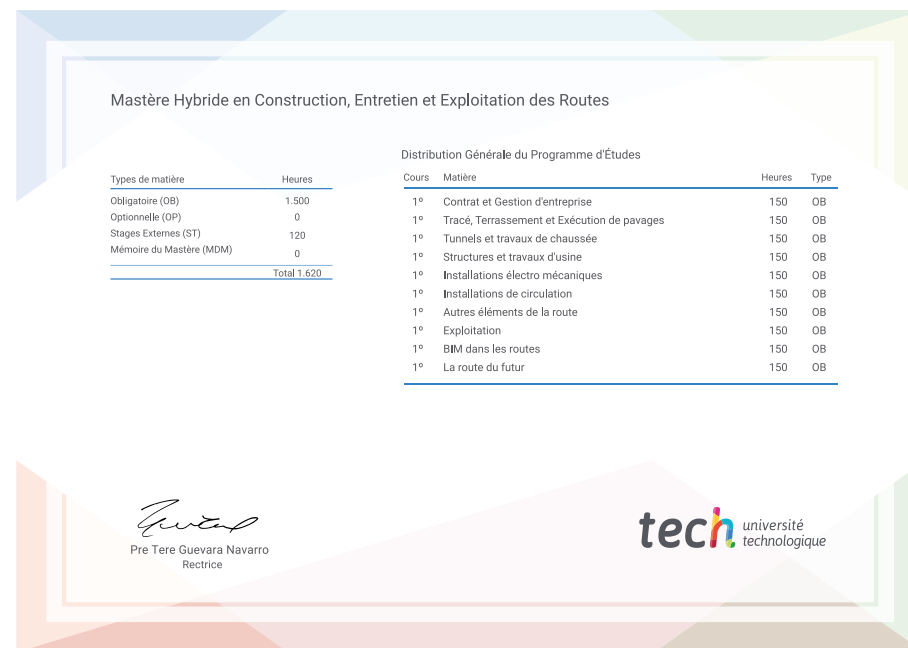 Mastère Hybride en Construction, Entretien et Exploitation des Routes
Types de matière Heures
Obligatoire (OB) 1.500
Optionnelle (OP) 0
Stages Externes (ST) 120
Mémoire du Mastère (MDM) 0
Total 1.620
Distribution Générale du Programme d'Études
Cours Matière Heures Type
1º Contrat et Gestion d'entreprise 150 OB
1º Tracé, Terrassement et Exécution de pavages 150 OB
1º Tunnels et travaux de chaussée 150 OB
1º Structures et travaux d'usine 150 OB
1º Installations électro mécaniques 150 OB
1º Installations de circulation 150 OB
1º Autres éléments de la route 150 OB
1º Exploitation 150 OB
1º BIM dans les routes 150 OB
1º La route du futur 150 OB
Pre Tere Guevara Navarro
Rectrice
tech université
technologique